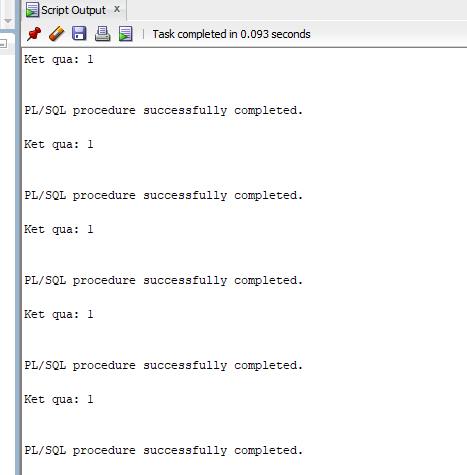 Script Output x
Task completed in 0.093 seconds
Ket qua: 1
PL/SQL procedure successfully completed.
Ket qua: 1
PL/SQL procedure successfully completed.
Ket qua: 1
PL/SQL procedure successfully completed.
Ket qua: 1
PL/SQL procedure successfully completed.
Ket qua: 1
PL/SQL procedure successfully completed.